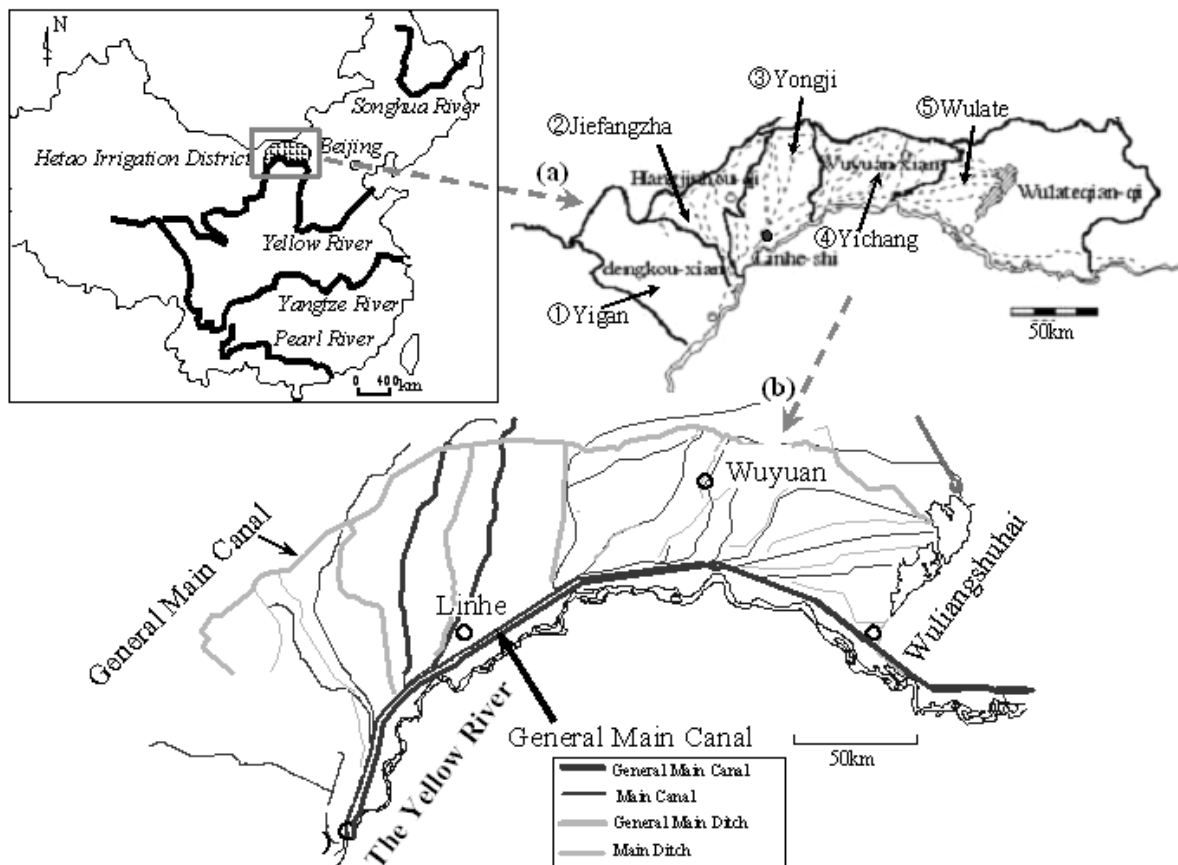 N
Songhua River
Hetao Irrigation District
Beijing
Yellow River
Yangtze River
Pearl River
0 400km
(a)
③Yongji
②Jiefangzha
⑤Wulate
Wuyuan-xian
Wulateqian-qi
④Yichang
Linhe-shi
dengkou-xian
①Yigan
50km
(b)
Wuyuan
General Main Canal
Linhe
Wuliangshuhai
The Yellow River
General Main Canal
50km
General Main Canal
Main Canal
General Main Ditch
Main Ditch